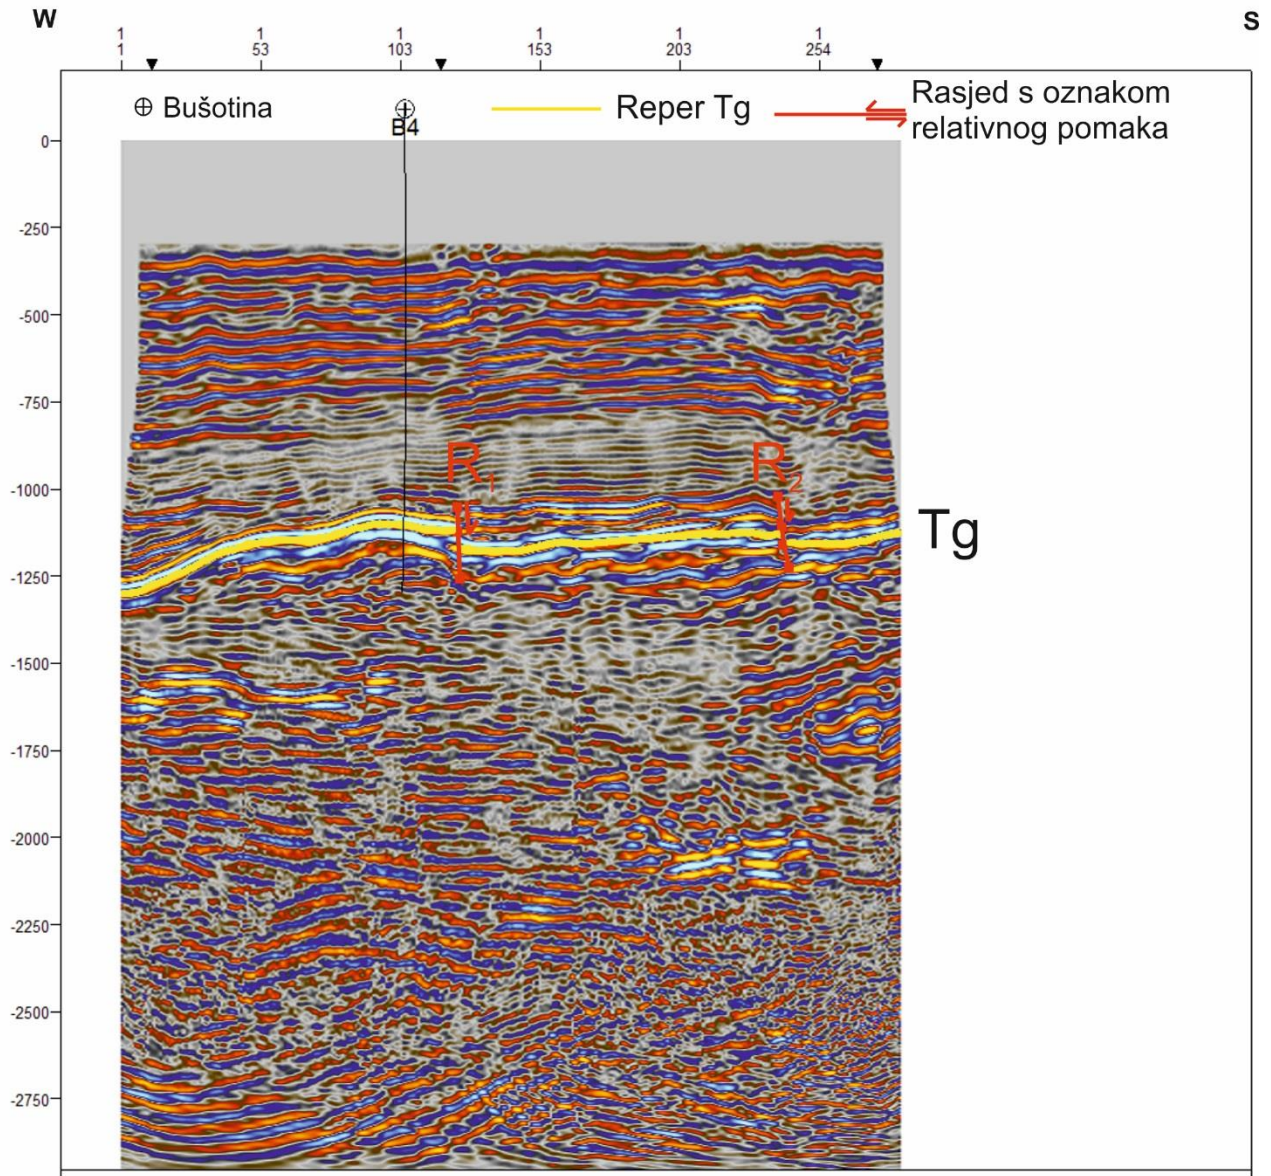 W S
1 1 1 1 1 1
1 53 103 153 203 254
Bušotina
B4
Reper Tg
Rasjed s oznakom
relativnog pomaka
0
-250
-500
-750
-1000
-1250
-1500
-1750
-2000
-2250
-2500
-2750
R1
R2
Tg